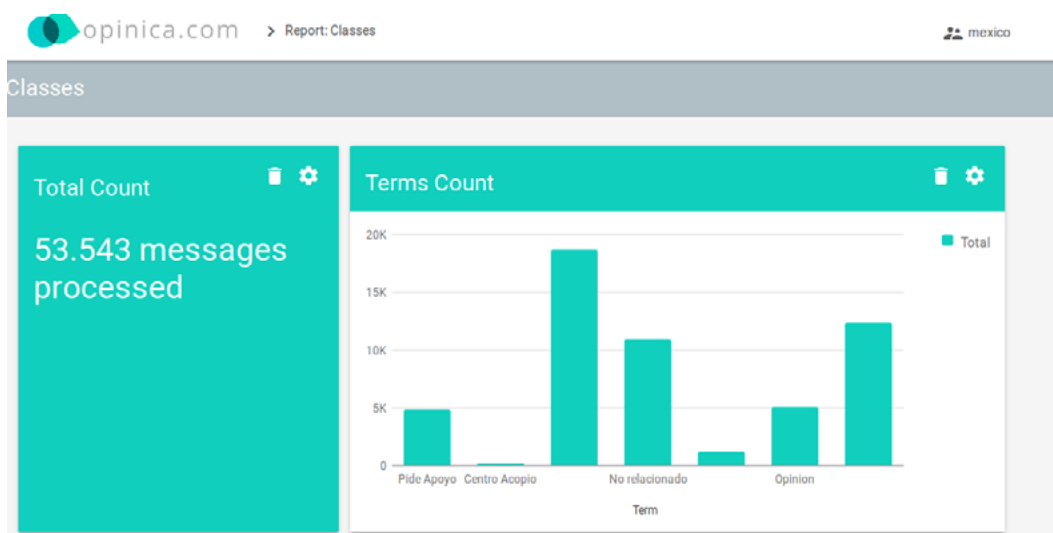 opinica.com > Report: Classes
mexico
Classes
Total Count
53.543 messages
processed
Terms Count
20K
15K
10K
5K
0
Total
Pide Apoyo Centro Acopio No relacionado Opinion
Term